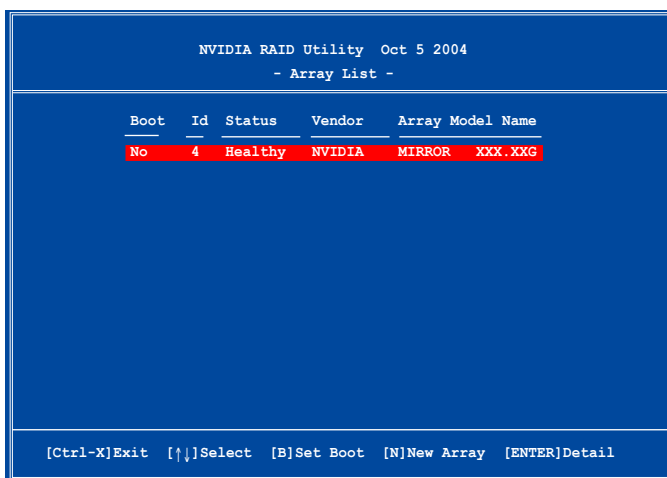 NVIDIA RAID Utility Oct 5 2004
- Array List -
Boot Id Status Vendor Array Model Name
No 4 Healthy NVIDIA MIRROR XXX.XXG
[Ctrl-X]Exit [↑↓]Select [B]Set Boot [N]New Array [ENTER]Detail